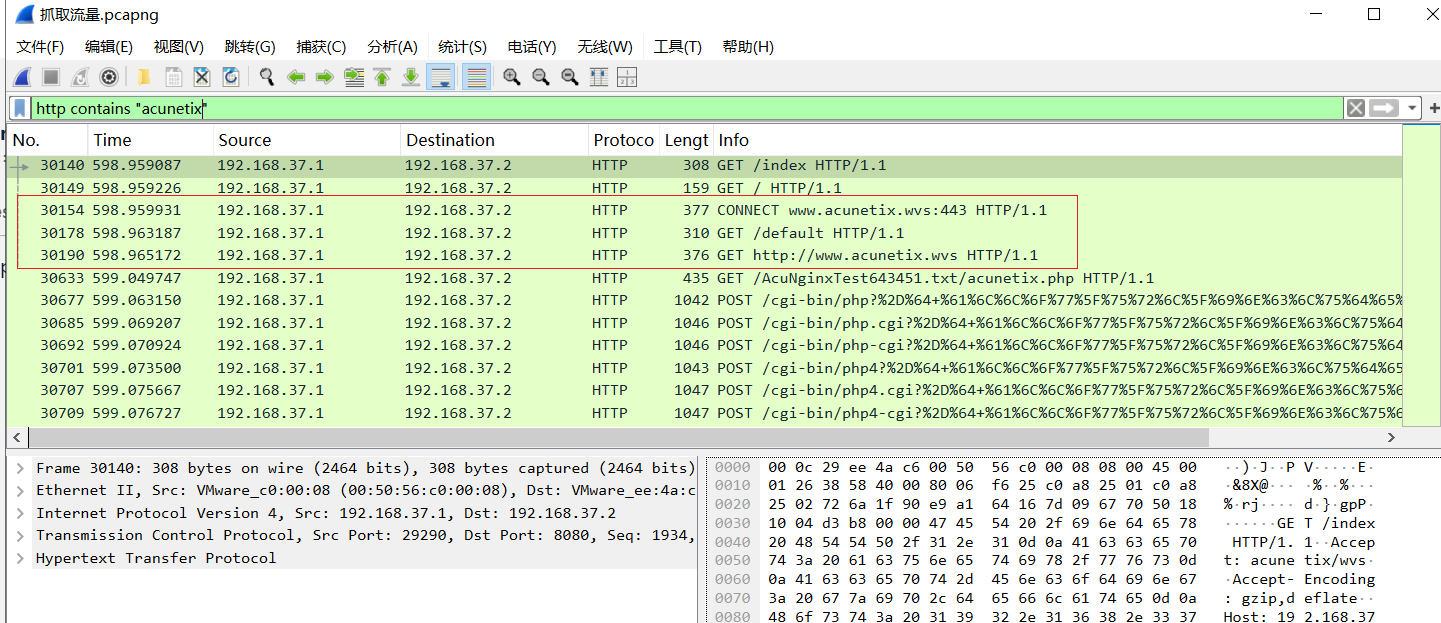 抓取流量.pcapng
文件(F) 编辑(E) 视图(V) 跳转(G) 捕获(C) 分析(A) 统计(S) 电话(Y) 无线(W) 工具(T) 帮助(H)
http contains "acunetix"
No. Time Source Destination Protoco Lengt Info
30140 598.959087 192.168.37.1 192.168.37.2 HTTP 308 GET /index HTTP/1.1
30149 598.959226 192.168.37.1 192.168.37.2 HTTP 159 GET / HTTP/1.1
30154 598.959931 192.168.37.1 192.168.37.2 HTTP 377 CONNECT www.acunetix.wvs:443 HTTP/1.1
30178 598.963187 192.168.37.1 192.168.37.2 HTTP 310 GET /default HTTP/1.1
30190 598.965172 192.168.37.1 192.168.37.2 HTTP 376 GET http://www.acunetix.wvs HTTP/1.1
30633 599.049747 192.168.37.1 192.168.37.2 HTTP 435 GET /AcuNginxTest643451.txt/acunetix.php HTTP/1.1
30677 599.063150 192.168.37.1 192.168.37.2 HTTP 1042 POST /cgi-bin/php?%2D%64+%61%6C%6C%6F%77%5F%75%72%6C%5F%69%6E%63%6C%75%64%65%
30685 599.069207 192.168.37.1 192.168.37.2 HTTP 1046 POST /cgi-bin/php.cgi?%2D%64+%61%6C%6C%6F%77%5F%75%72%6C%5F%69%6E%63%6C%75%64
30692 599.070924 192.168.37.1 192.168.37.2 HTTP 1046 POST /cgi-bin/php-cgi?%2D%64+%61%6C%6C%6F%77%5F%75%72%6C%5F%69%6E%63%6C%75%64
30701 599.073500 192.168.37.1 192.168.37.2 HTTP 1043 POST /cgi-bin/php4?%2D%64+%61%6C%6C%6F%77%5F%75%72%6C%5F%69%6E%63%6C%75%64%65
30707 599.075667 192.168.37.1 192.168.37.2 HTTP 1047 POST /cgi-bin/php4.cgi?%2D%64+%61%6C%6C%6F%77%5F%75%72%6C%5F%69%6E%63%6C%75%6
30709 599.076727 192.168.37.1 192.168.37.2 HTTP 1047 POST /cgi-bin/php4-cgi?%2D%64+%61%6C%6C%6F%77%5F%75%72%6C%5F%69%6E%63%6C%75%6
Frame 30140: 308 bytes on wire (2464 bits), 308 bytes captured (2464 bits)
Ethernet II, Src: VMware_c0:00:08 (00:50:56:c0:00:08), Dst: VMware_ee:4a:c
Internet Protocol Version 4, Src: 192.168.37.1, Dst: 192.168.37.2
Transmission Control Protocol, Src Port: 29290, Dst Port: 8080, Seq: 1934,
Hypertext Transfer Protocol
0000 00 0c 29 ee 4a c6 00 50 56 c0 00 08 08 00 45 00 ··)·J··P V·····E·
0010 01 26 38 58 40 00 80 06 f6 25 c0 a8 25 01 c0 a8 ·&8X@··· ·%··%···
0020 25 02 72 6a 1f 90 e9 a1 64 16 7d 09 67 70 50 18 %·rj···· d·}·gpP·
0030 10 04 d3 b8 00 00 47 45 54 20 2f 69 6e 64 65 78 ······GE T /index
0040 20 48 54 54 50 2f 31 2e 31 0d 0a 41 63 63 65 70 HTTP/1. 1··Accep
0050 74 3a 20 61 63 75 6e 65 74 69 78 2f 77 76 73 0d t: acune tix/wvs·
0060 0a 41 63 63 65 70 74 2d 45 6e 63 6f 64 69 6e 67 ·Accept- Encoding
0070 3a 20 67 7a 69 70 2c 64 65 66 6c 61 74 65 0d 0a : gzip,d eflate··
0080 48 6f 73 74 3a 20 31 39 32 2e 31 36 38 2e 33 37 Host: 19 2.168.37